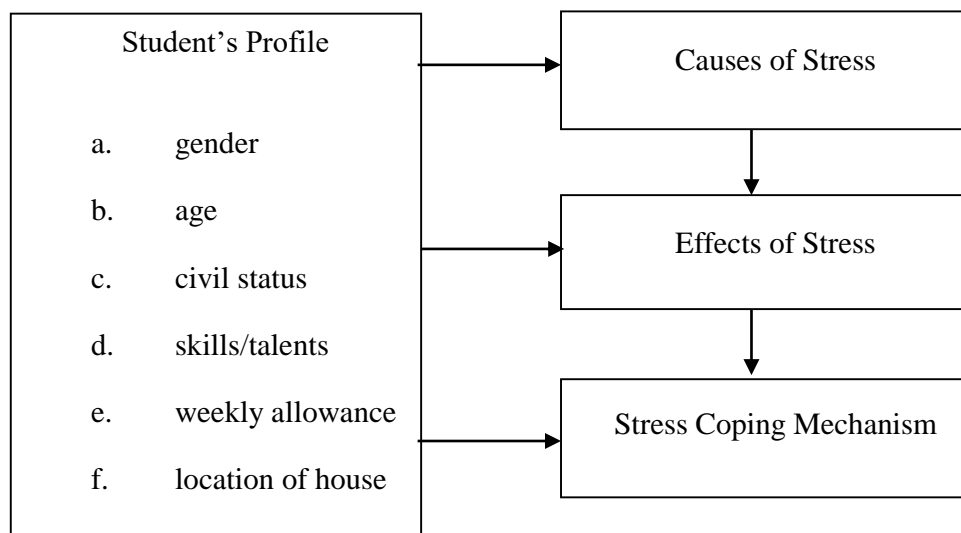 Student’s Profile
a. gender
b. age
c. civil status
d. skills/talents
e. weekly allowance
f. location of house
Causes of Stress
Effects of Stress
Stress Coping Mechanism